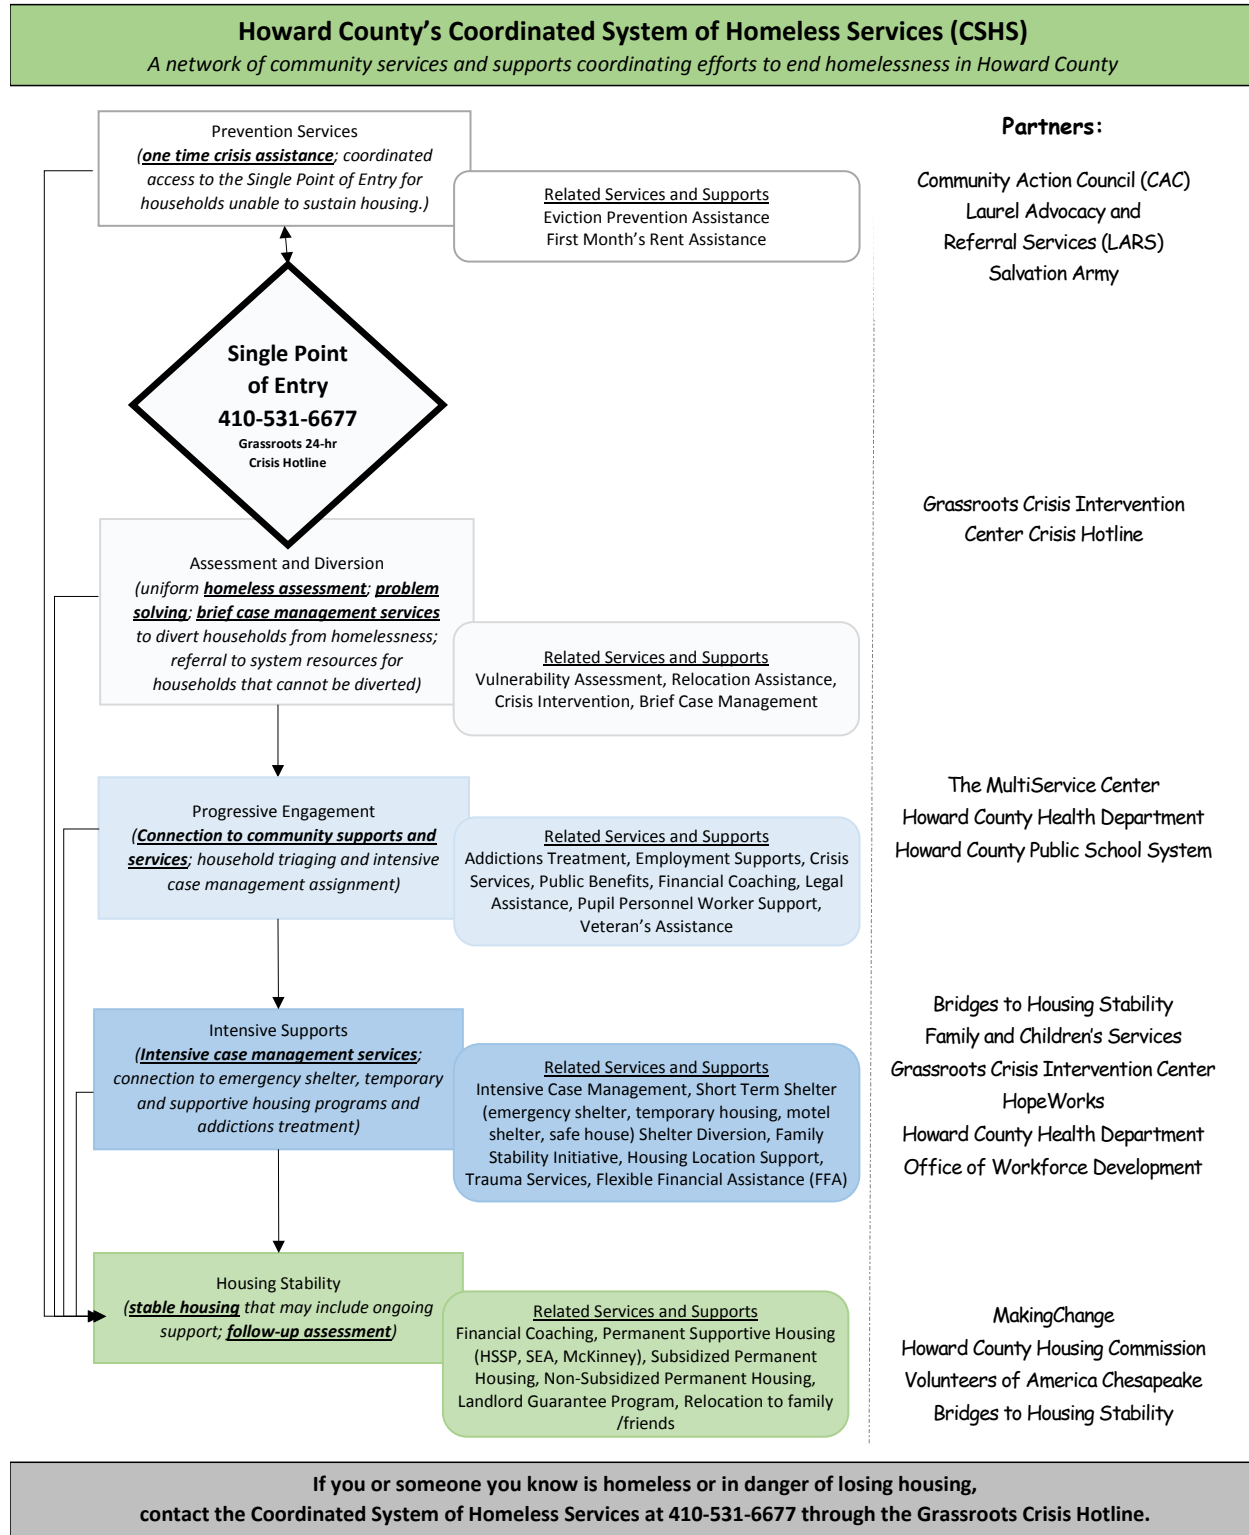 Howard County's Coordinated System of Homeless Services (CSHS)
A network of community services and supports coordinating efforts to end homelessness in Howard County
Prevention Services
(one time crisis assistance; coordinated
access to the Single Point of Entry for
households unable to sustain housing.)
Related Services and Supports
Eviction Prevention Assistance
First Month's Rent Assistance
Partners:
Community Action Council (CAC)
Laurel Advocacy and
Referral Services (LARS)
Salvation Army
Single Point
of Entry
410-531-6677
Grassroots 24-hr
Crisis Hotline
Grassroots Crisis Intervention
Center Crisis Hotline
Assessment and Diversion
(uniform homeless assessment; problem
solving; brief case management services
to divert households from homelessness;
referral to system resources for
households that cannot be diverted)
Related Services and Supports
Vulnerability Assessment, Relocation Assistance,
Crisis Intervention, Brief Case Management
Progressive Engagement
(Connection to community supports and
services; household triaging and intensive
case management assignment)
Related Services and Supports
Addictions Treatment, Employment Supports, Crisis
Services, Public Benefits, Financial Coaching, Legal
Assistance, Pupil Personnel Worker Support,
Veteran's Assistance
The MultiService Center
Howard County Health Department
Howard County Public School System
Intensive Supports
(Intensive case management services;
connection to emergency shelter, temporary
and supportive housing programs and
addictions treatment)
Related Services and Supports
Intensive Case Management, Short Term Shelter
(emergency shelter, temporary housing, motel
shelter, safe house) Shelter Diversion, Family
Stability Initiative, Housing Location Support,
Trauma Services, Flexible Financial Assistance (FFA)
Bridges to Housing Stability
Family and Children's Services
Grassroots Crisis Intervention Center
HopeWorks
Howard County Health Department
Office of Workforce Development
Housing Stability
(stable housing that may include ongoing
support; follow-up assessment)
Related Services and Supports
Financial Coaching, Permanent Supportive Housing
(HSSP, SEA, McKinney), Subsidized Permanent
Housing, Non-Subsidized Permanent Housing,
Landlord Guarantee Program, Relocation to family
/friends
MakingChange
Howard County Housing Commission
Volunteers of America Chesapeake
Bridges to Housing Stability
If you or someone you know is homeless or in danger of losing housing,
contact the Coordinated System of Homeless Services at 410-531-6677 through the Grassroots Crisis Hotline.